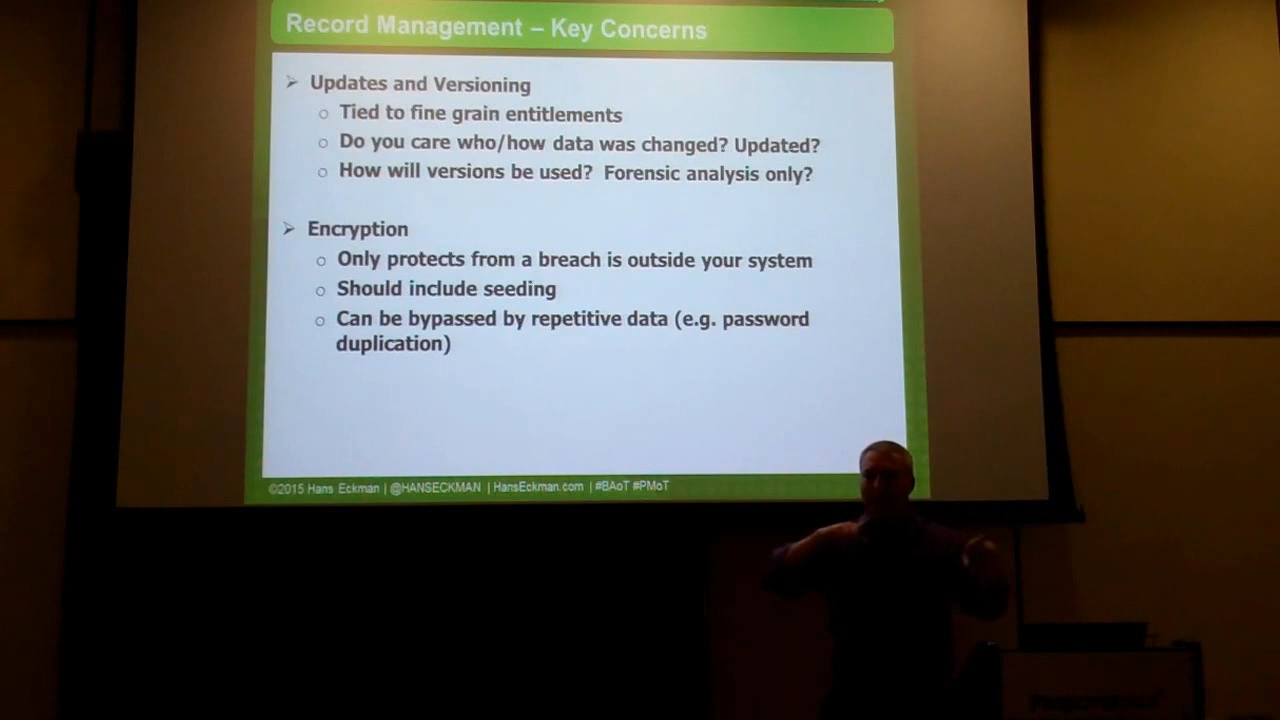 Record Management – Key Concerns
➢ Updates and Versioning
○ Tied to fine grain entitlements
○ Do you care who/how data was changed? Updated?
○ How will versions be used? Forensic analysis only?
➢ Encryption
○ Only protects from a breach is outside your system
○ Should include seeding
○ Can be bypassed by repetitive data (e.g. password
duplication)
©2015 Hans Eckman | @HANSECKMAN | HansEckman.com | #BAoT #PMoT